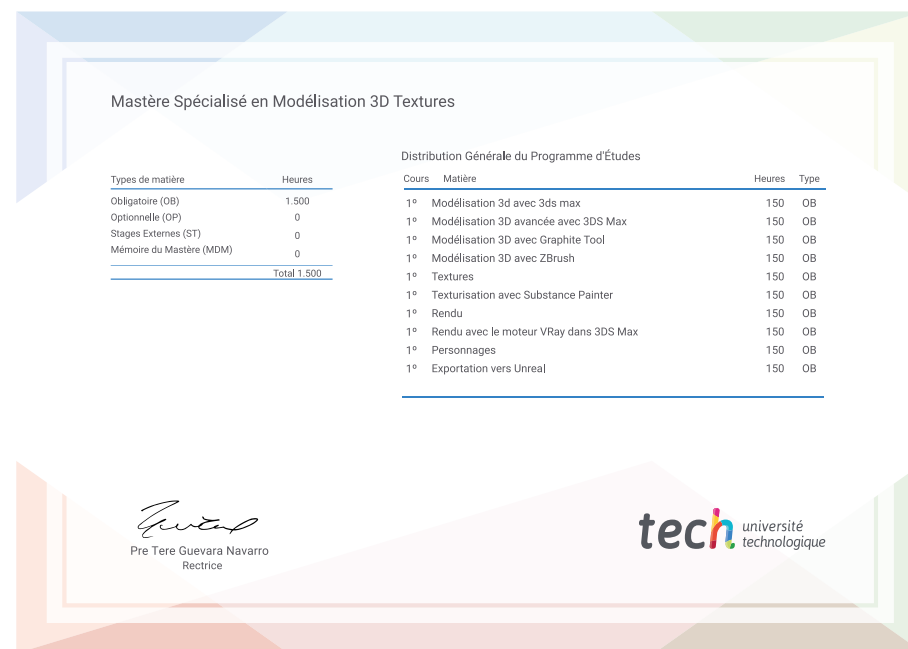 Mastère Spécialisé en Modélisation 3D Textures
Types de matière Heures
Obligatoire (OB) 1.500
Optionnelle (OP) 0
Stages Externes (ST) 0
Mémoire du Mastère (MDM) 0
Total 1.500
Distribution Générale du Programme d'Études
Cours Matière Heures Type
1º Modélisation 3d avec 3ds max 150 OB
1º Modélisation 3D avancée avec 3DS Max 150 OB
1º Modélisation 3D avec Graphite Tool 150 OB
1º Modélisation 3D avec ZBrush 150 OB
1º Textures 150 OB
1º Texturisation avec Substance Painter 150 OB
1º Rendu 150 OB
1º Rendu avec le moteur VRay dans 3DS Max 150 OB
1º Personnages 150 OB
1º Exportation vers Unreal 150 OB
Pre Tere Guevara Navarro
Rectrice
tech université
technologique